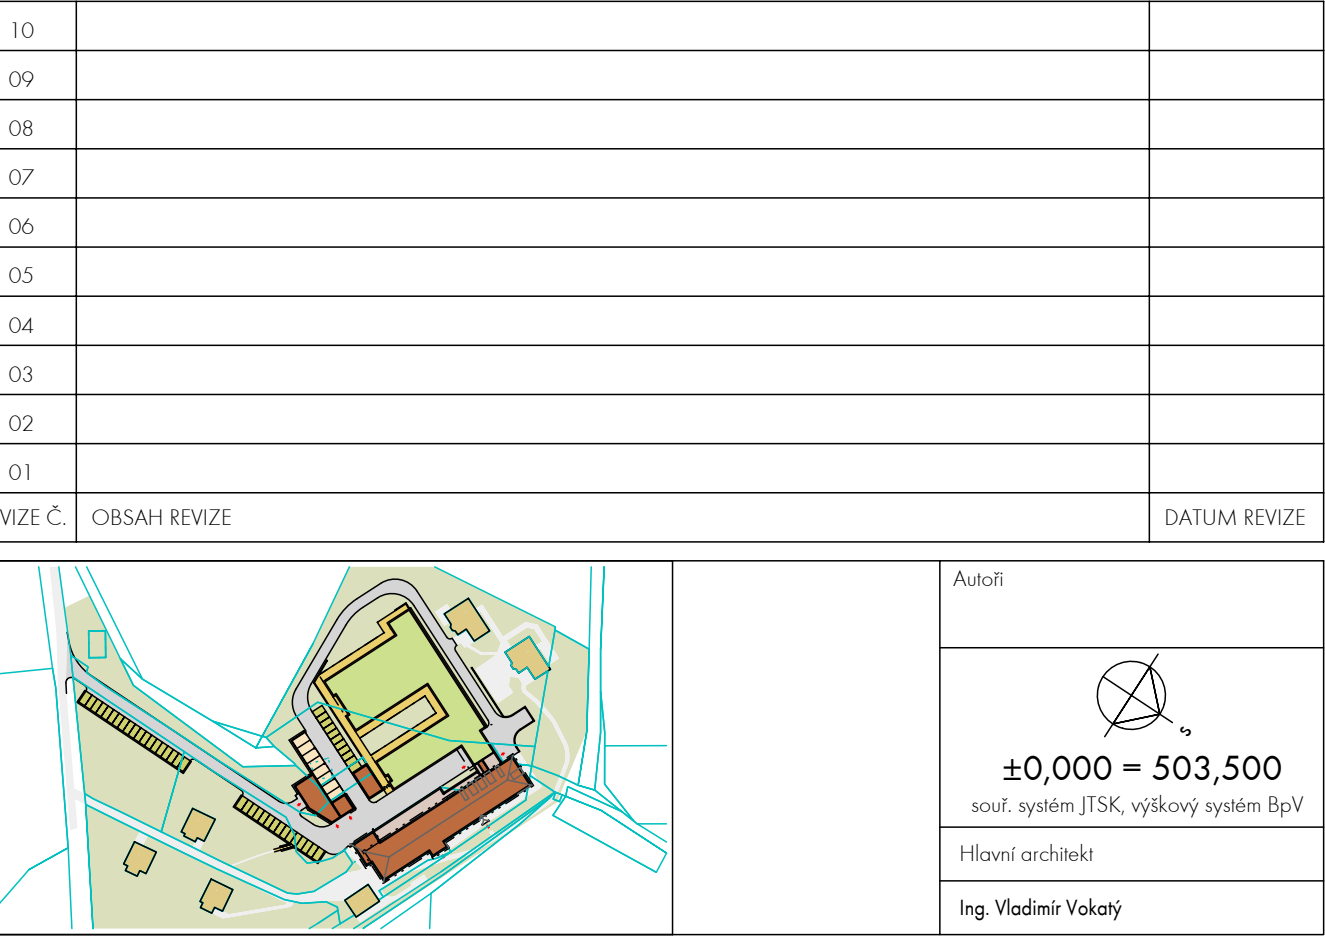 10
09
08
07
06
05
04
03
02
01
VIZE Č. OBSAH REVIZE DATUM REVIZE
Autoři
S
±0,000 = 503,500
souř. systém JTSK, výškový systém BpV
Hlavní architekt
Ing. Vladimír Vokatý